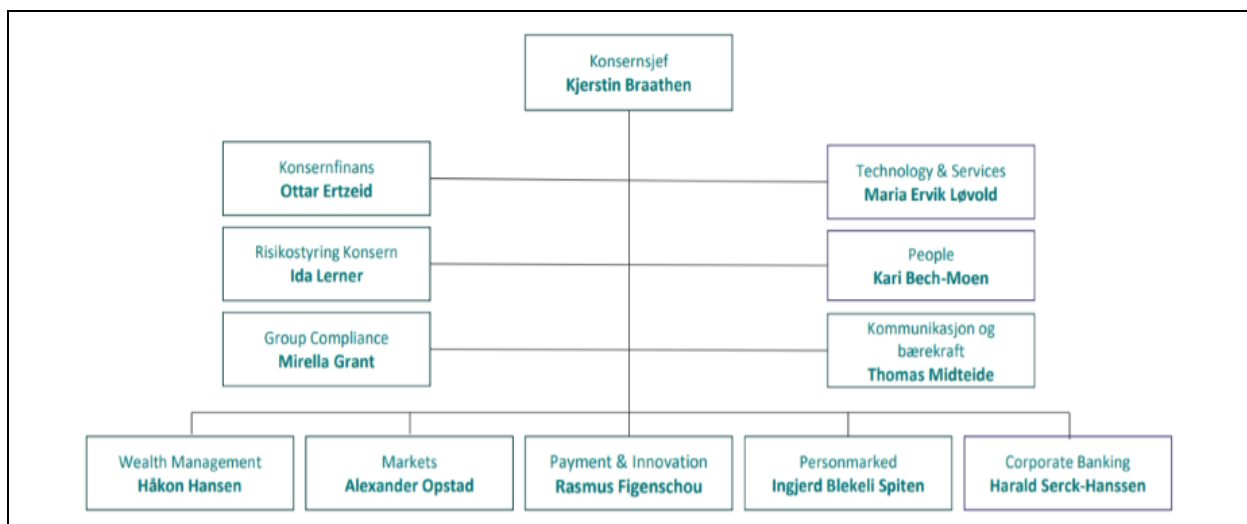 Konsernsjef
Kjerstin Braathen
Konsernfinans
Ottar Ertzeid
Technology & Services
Maria Ervik Løvold
Risikostyring Konsern
Ida Lerner
People
Kari Bech-Moen
Group Compliance
Mirella Grant
Kommunikasjon og
bærekraft
Thomas Midteide
Wealth Management
Håkon Hansen
Markets
Alexander Opstad
Payment & Innovation
Rasmus Figenschou
Personmarked
Ingjerd Blekeli Spiten
Corporate Banking
Harald Serck-Hanssen